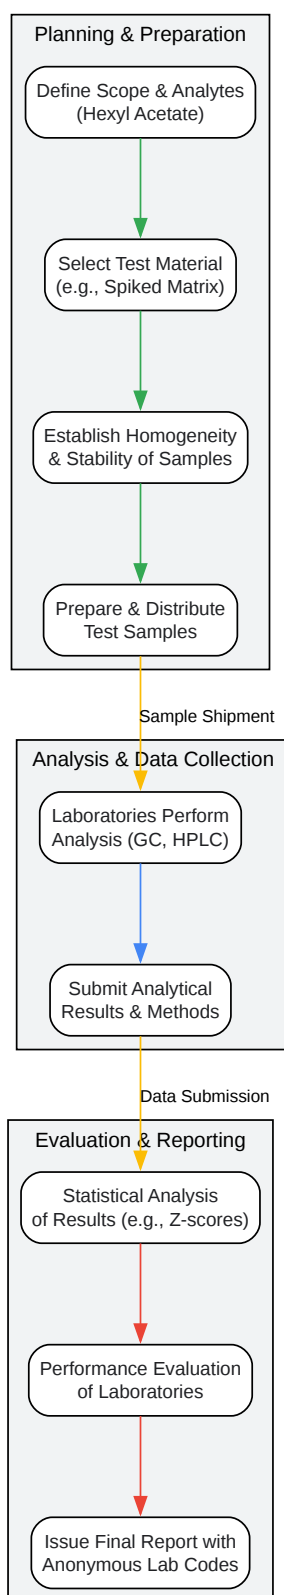 Planning & Preparation
Define Scope & Analytes
(Hexyl Acetate)
Select Test Material
(e.g., Spiked Matrix)
Establish Homogeneity
& Stability of Samples
Prepare & Distribute
Test Samples
Sample Shipment
Analysis & Data Collection
Laboratories Perform
Analysis (GC, HPLC)
Submit Analytical
Results & Methods
Data Submission
Evaluation & Reporting
Statistical Analysis
of Results (e.g., Z-scores)
Performance Evaluation
of Laboratories
Issue Final Report with
Anonymous Lab Codes